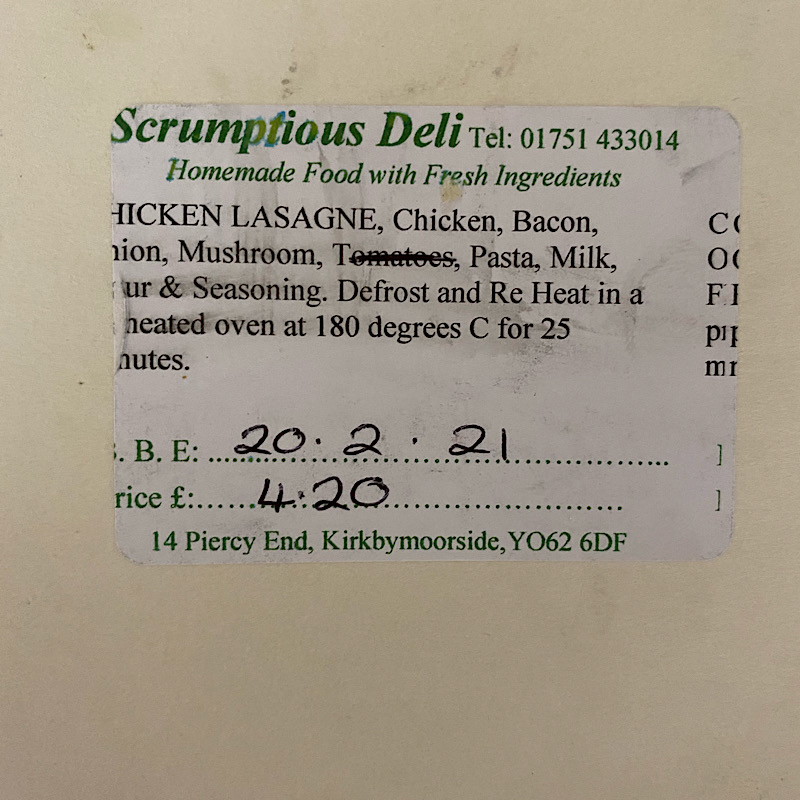 Scrumptious Deli Tel: 01751 433014
Homemade Food with Fresh Ingredients
HICKEN LASAGNE, Chicken, Bacon,
nion, Mushroom, Tomatoes, Pasta, Milk,
ur & Seasoning. Defrost and Re Heat in a
heated oven at 180 degrees C for 25
nutes.
. B. E: 20.2.21
rice £: 4:20
14 Piercy End, Kirkbymoorside, YO62 6DF